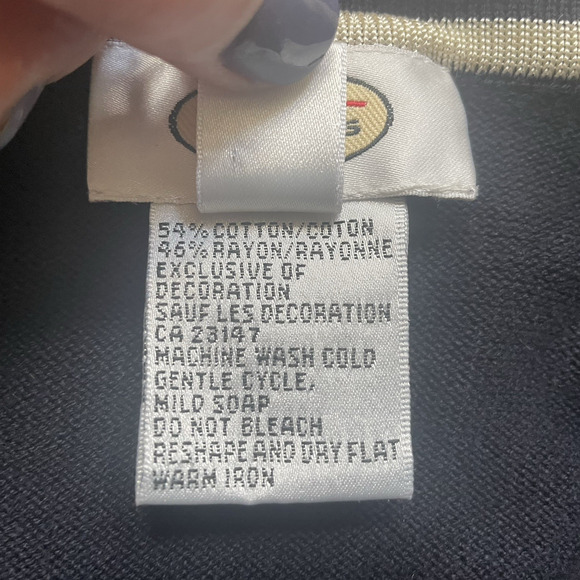 54% COTTON/COTON
46% RAYON/RAYONNE
EXCLUSIVE OF
DECORATION
SAUF LES DECORATION
CA 23147
MACHINE WASH COLD
GENTLE CYCLE,
MILD SOAP
DO NOT BLEACH
RESHAPE AND DRY FLAT
WARM IRON